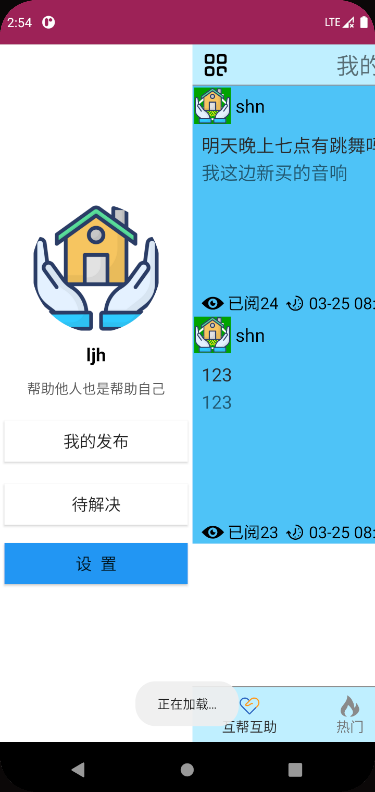 2:54
LTE
我的
shn
明天晚上七点有跳舞吗
我这边新买的音响
已阅24 03-25 08:
shn
123
123
已阅23 03-25 08:
ljh
帮助他人也是帮助自己
我的发布
待解决
设 置
正在加载...
互帮互助
热门